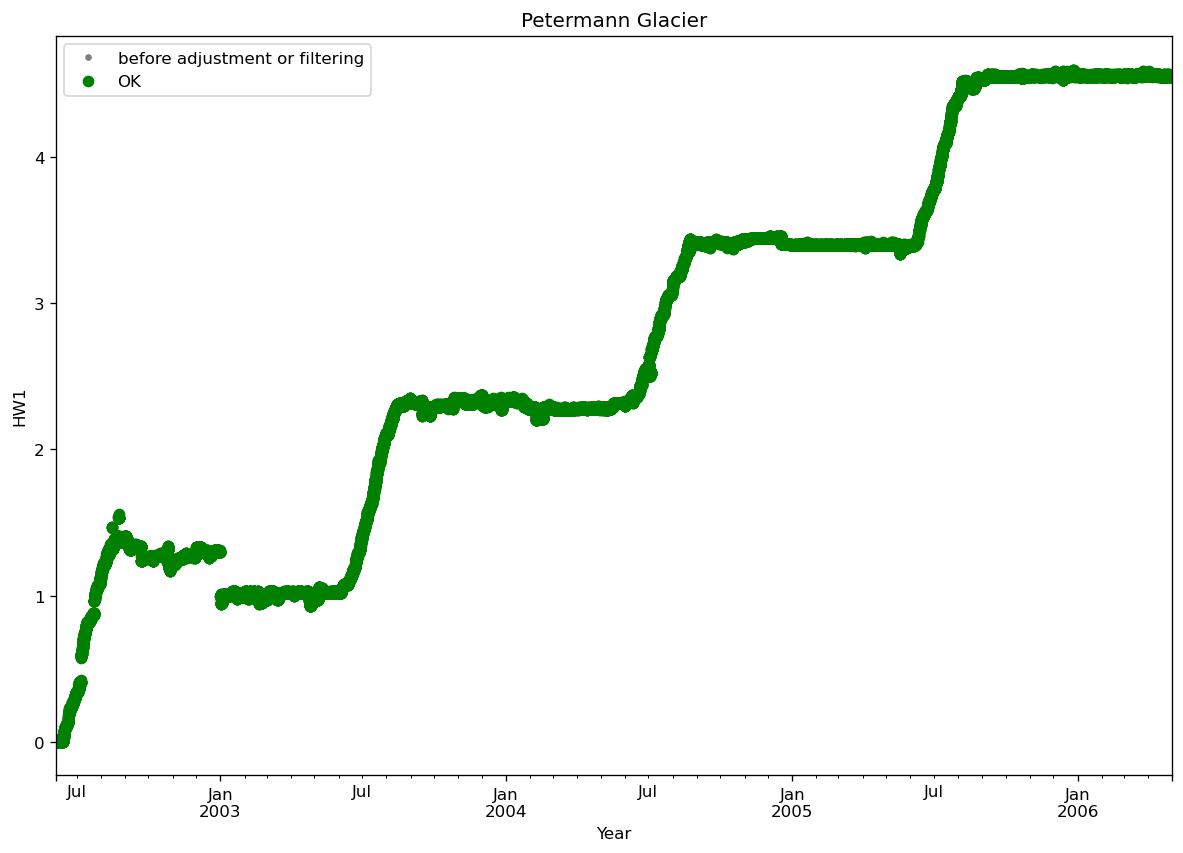 Petermann Glacier
before adjustment or filtering
OK
HW1
4
3
2
1
0
Jul
Jan
2003
Jul
Jan
2004
Jul
Jan
2005
Jul
Jan
2006
Year